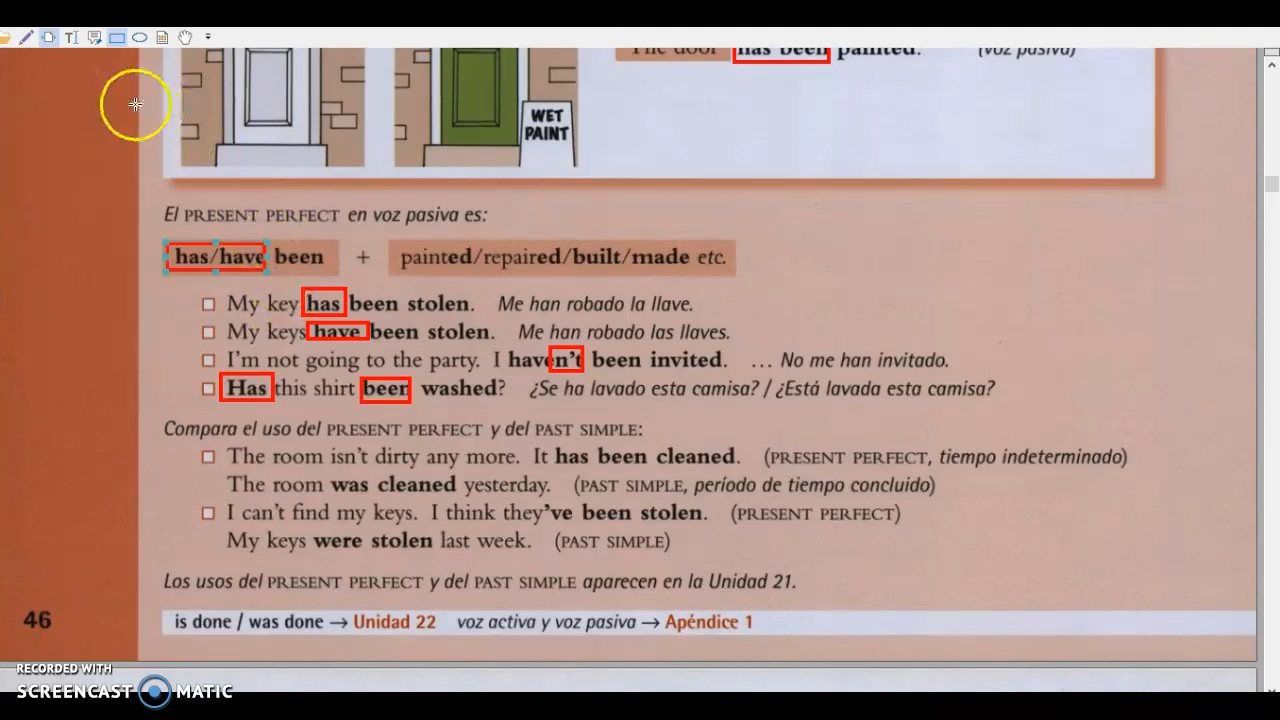 The door has been painted. (voz pasiva)
WET
PAINT
El PRESENT PERFECT en voz pasiva es:
has/have been + painted/repaired/built/made etc.
My key has been stolen. Me han robado la llave.
My keys have been stolen. Me han robado las llaves.
I'm not going to the party. I haven't been invited. ... No me han invitado.
Has this shirt been washed? ¿Se ha lavado esta camisa? / ¿Está lavada esta camisa?
Compara el uso del PRESENT PERFECT y del PAST SIMPLE:
The room isn't dirty any more. It has been cleaned. (PRESENT PERFECT, tiempo indeterminado)
The room was cleaned yesterday. (PAST SIMPLE, período de tiempo concluido)
I can't find my keys. I think they've been stolen. (PRESENT PERFECT)
My keys were stolen last week. (PAST SIMPLE)
Los usos del PRESENT PERFECT y del PAST SIMPLE aparecen en la Unidad 21.
46
is done / was done → Unidad 22 voz activa y voz pasiva → Apéndice 1
RECORDED WITH
SCREENCAST MATIC